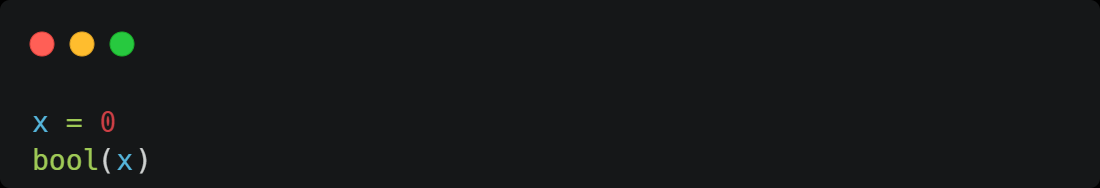 x = 0
bool(x)